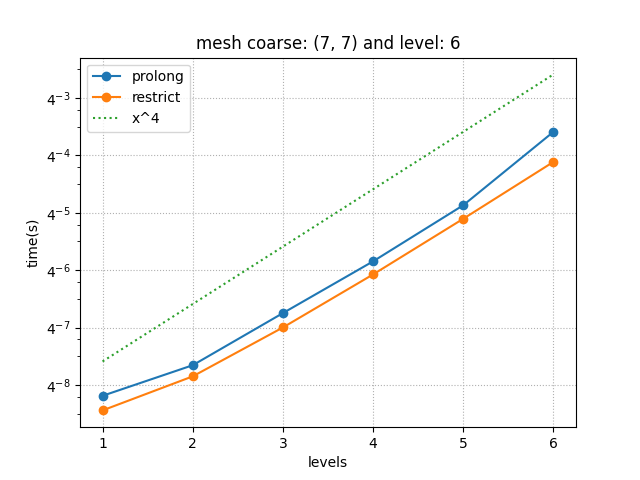 mesh coarse: (7, 7) and level: 6
prolong
restrict
x^4
4⁻³
4⁻⁴
4⁻⁵
4⁻⁶
4⁻⁷
4⁻⁸
time(s)
1 2 3 4 5 6
levels